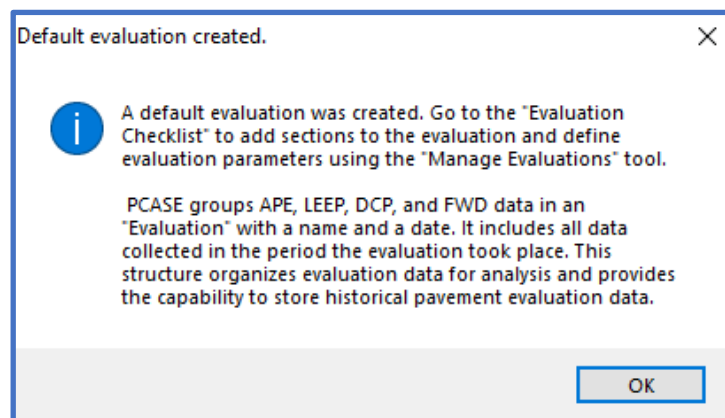 Default evaluation created.
i
A default evaluation was created. Go to the "Evaluation
Checklist" to add sections to the evaluation and define
evaluation parameters using the "Manage Evaluations" tool.
PCASE groups APE, LEEP, DCP, and FWD data in an
"Evaluation" with a name and a date. It includes all data
collected in the period the evaluation took place. This
structure organizes evaluation data for analysis and provides
the capability to store historical pavement evaluation data.
OK